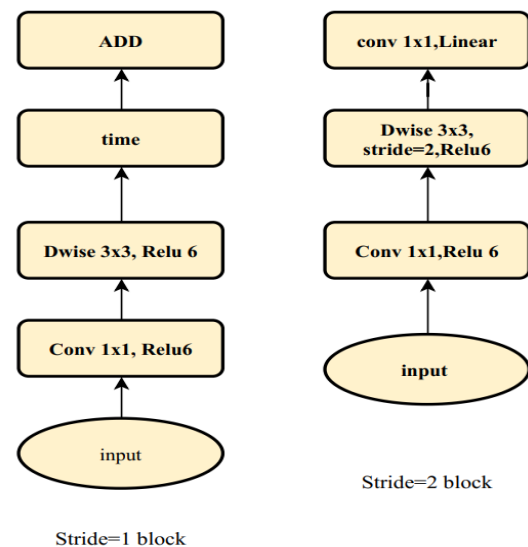 ADD
time
Dwise 3x3, Relu 6
Conv 1x1, Relu6
input
Stride=1 block
conv 1x1,Linear
Dwise 3x3,
stride=2,Relu6
Conv 1x1,Relu 6
input
Stride=2 block